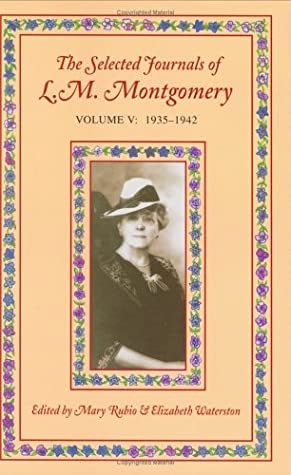 The Selected Journals of
L.M. Montgomery
VOLUME V: 1935–1942
Edited by Mary Rubio & Elizabeth Waterston